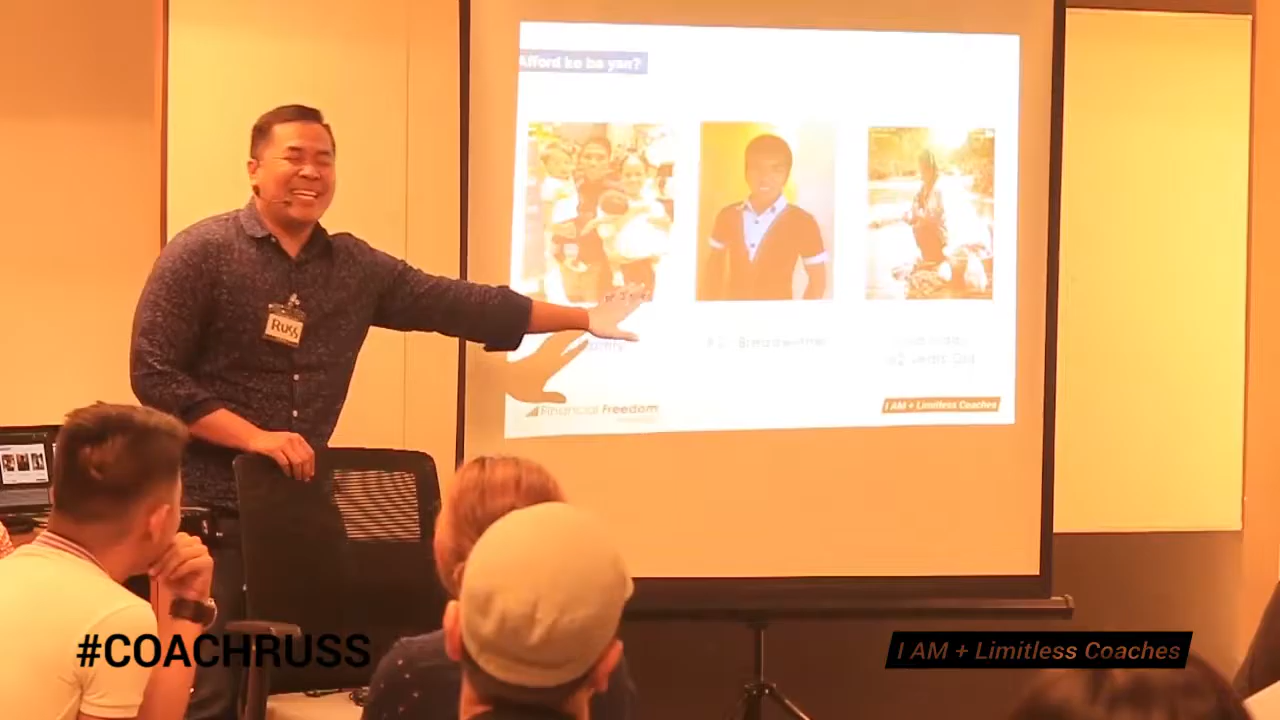 Afford ko ba yan?
Russ
Breadwinner
Financial Freedom
I AM + Limitless Coaches
#COACHRUSS
I AM + Limitless Coaches